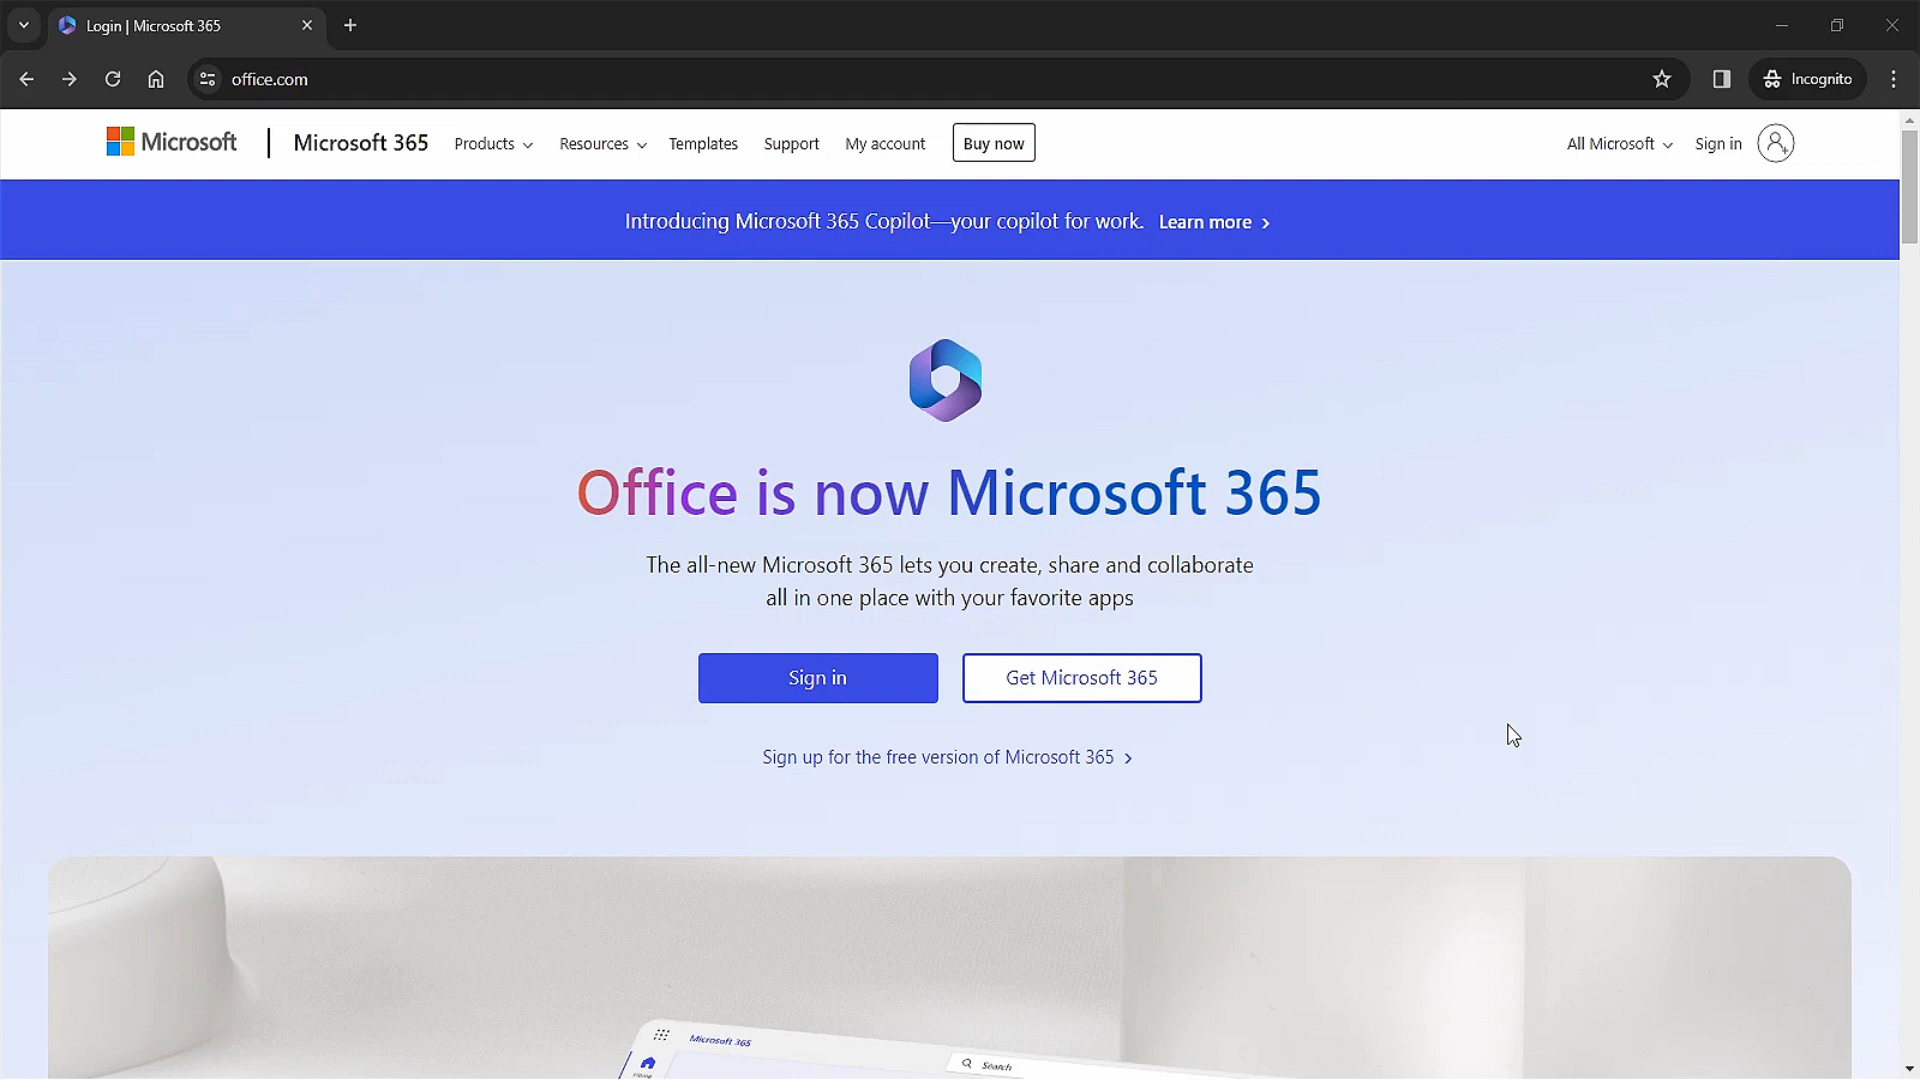 Login | Microsoft 365
office.com
Incognito
Microsoft
Microsoft 365
Products
Resources
Templates
Support
My account
Buy now
All Microsoft
Sign in
Introducing Microsoft 365 Copilot—your copilot for work. Learn more
Office is now Microsoft 365
The all-new Microsoft 365 lets you create, share and collaborate
all in one place with your favorite apps
Sign in
Get Microsoft 365
Sign up for the free version of Microsoft 365
Microsoft 365
Search
Home